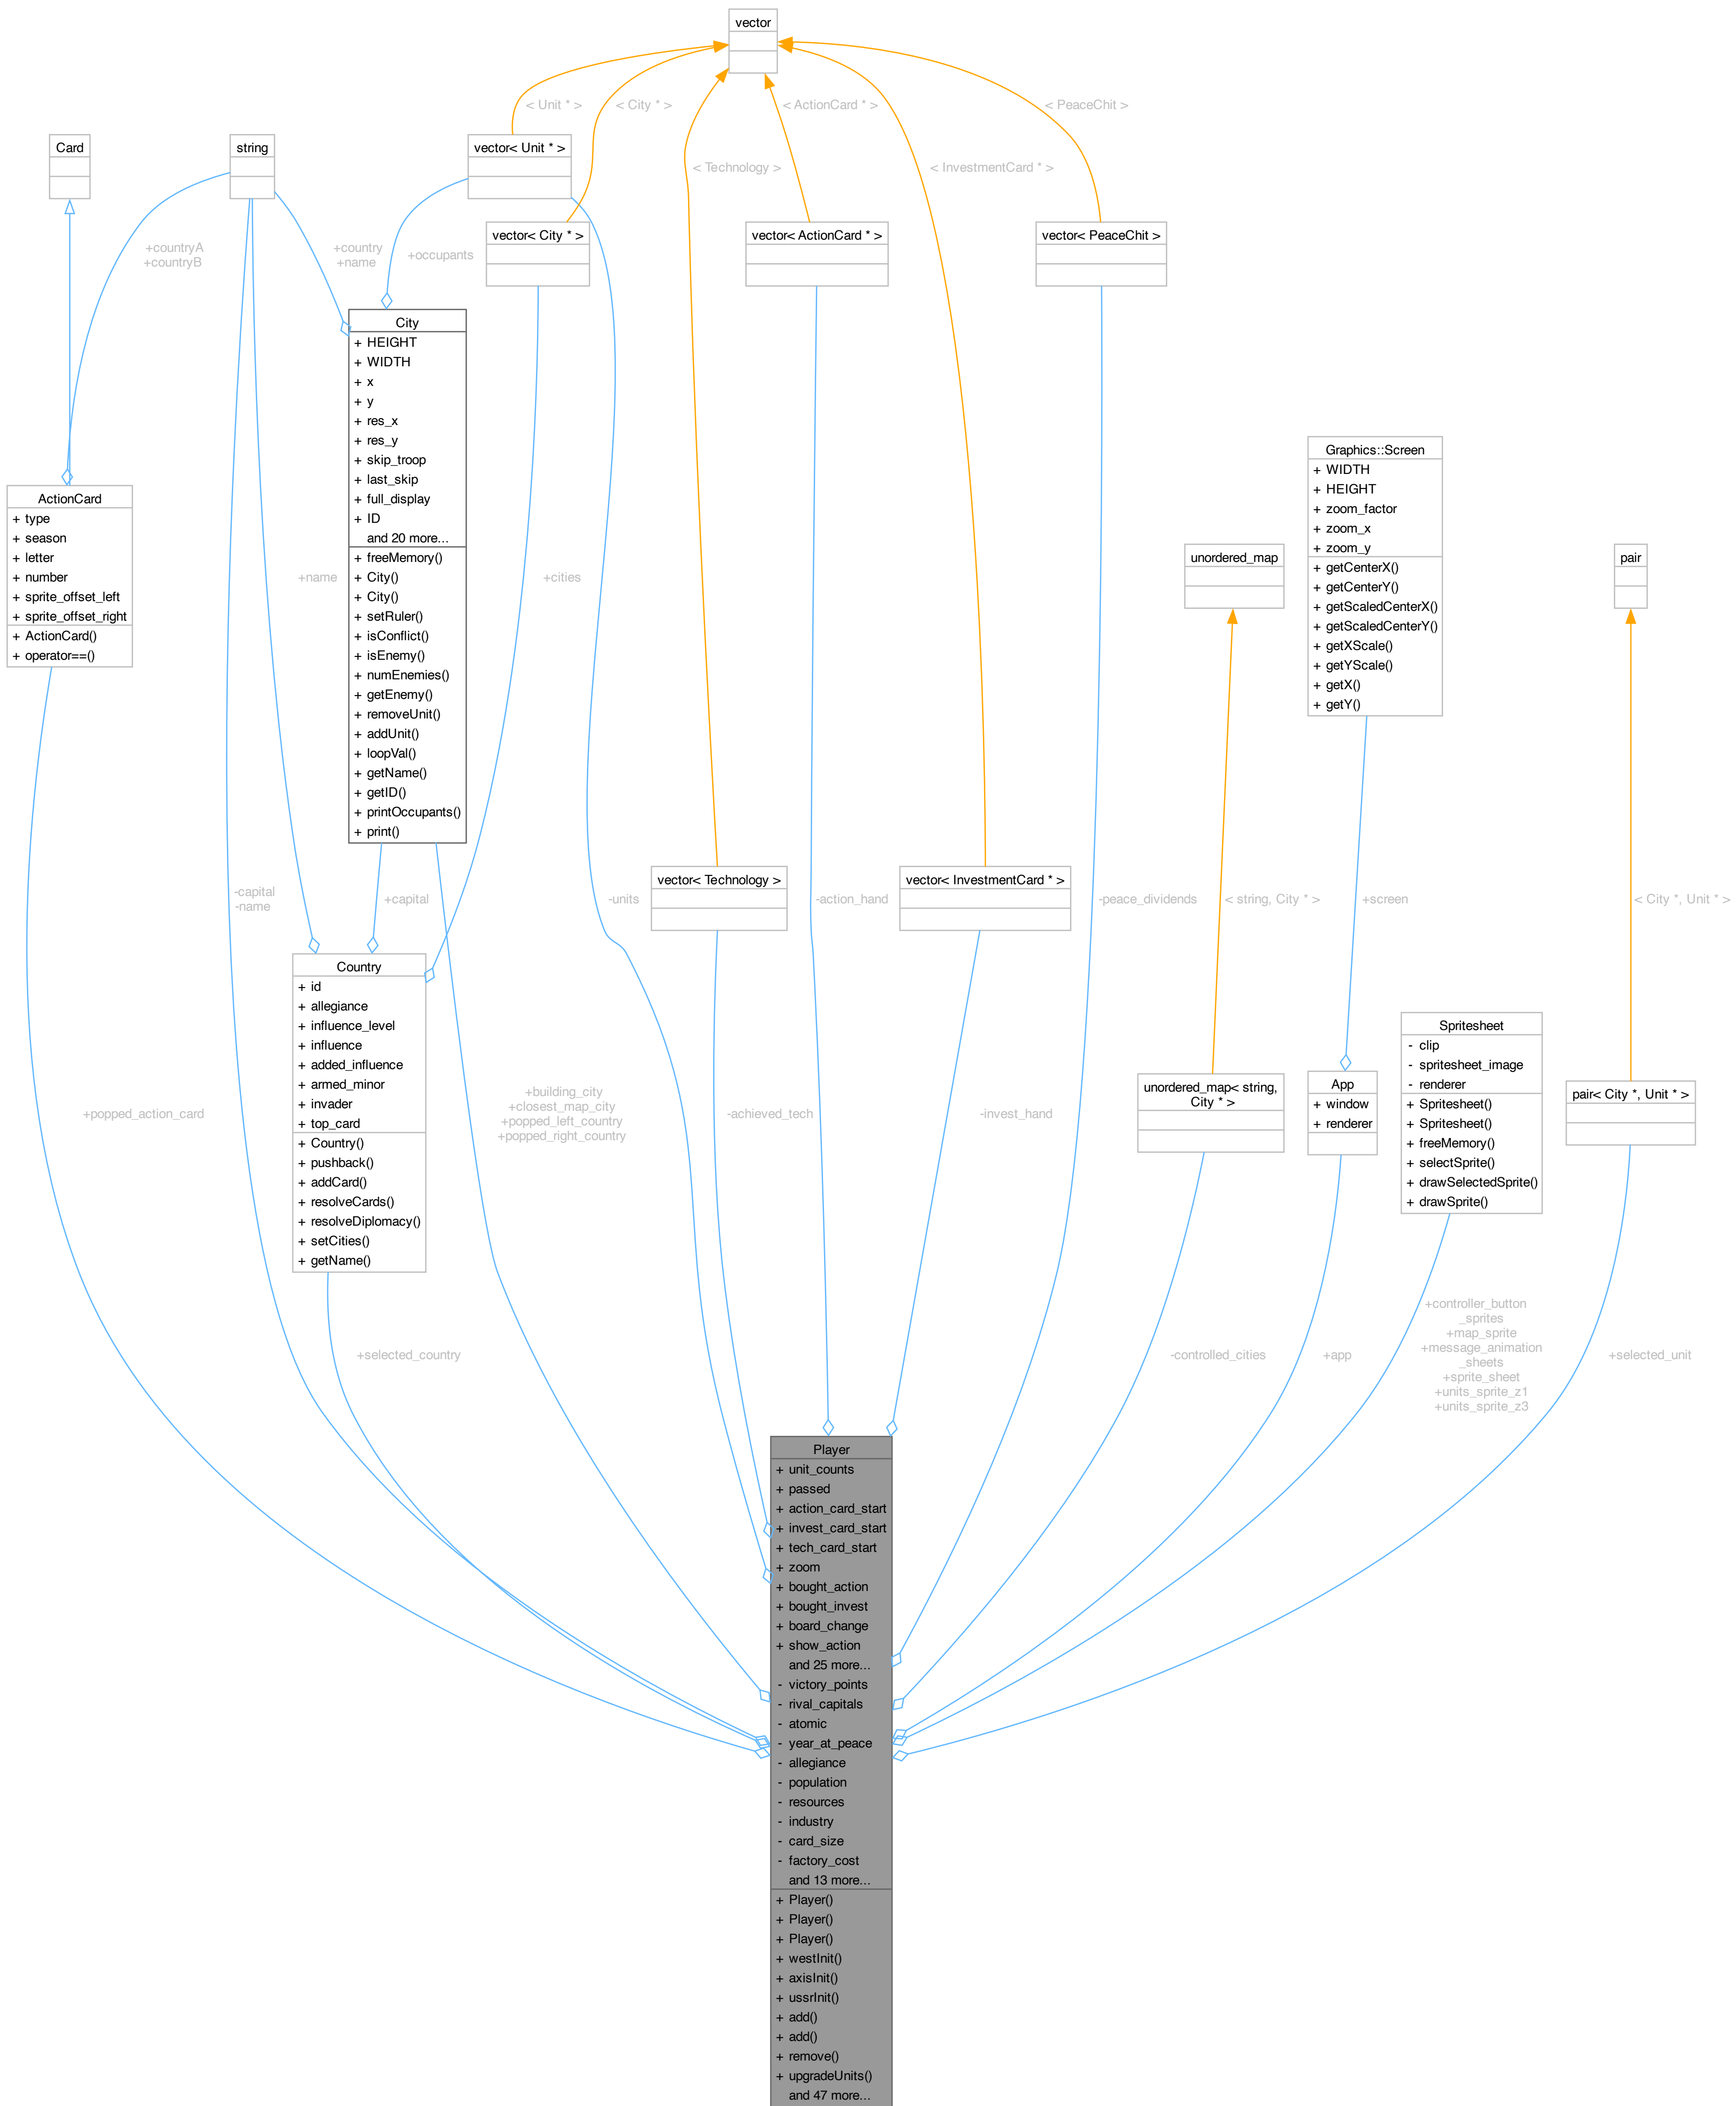 vector
< Unit * >
< City * >
< ActionCard * >
< PeaceChit >
Card
string
vector< Unit * >
< Technology >
< InvestmentCard * >
vector< City * >
vector< ActionCard * >
vector< PeaceChit >
+countryA
+countryB
+country
+name
+occupants
City
+ HEIGHT
+ WIDTH
+ x
+ y
+ res_x
+ res_y
+ skip_troop
+ last_skip
+ full_display
+ ID
and 20 more...
+ freeMemory()
+ City()
+ City()
+ setRuler()
+ isConflict()
+ isEnemy()
+ numEnemies()
+ getEnemy()
+ removeUnit()
+ addUnit()
+ loopVal()
+ getName()
+ getID()
+ printOccupants()
+ print()
Graphics::Screen
+ WIDTH
+ HEIGHT
+ zoom_factor
+ zoom_x
+ zoom_y
+ getCenterX()
+ getCenterY()
+ getScaledCenterX()
+ getScaledCenterY()
+ getXScale()
+ getYScale()
+ getX()
+ getY()
ActionCard
+ type
+ season
+ letter
+ number
+ sprite_offset_left
+ sprite_offset_right
+ ActionCard()
+ operator==()
unordered_map
pair
+name
+cities
-capital
-name
+capital
-units
vector< Technology >
-action_hand
vector< InvestmentCard * >
-peace_dividends
< string, City * >
+screen
< City *, Unit * >
Country
+ id
+ allegiance
+ influence_level
+ influence
+ added_influence
+ armed_minor
+ invader
+ top_card
+ Country()
+ pushback()
+ addCard()
+ resolveCards()
+ resolveDiplomacy()
+ setCities()
+ getName()
Spritesheet
- clip
- spritesheet_image
- renderer
+ Spritesheet()
+ Spritesheet()
+ freeMemory()
+ selectSprite()
+ drawSelectedSprite()
+ drawSprite()
unordered_map< string,
City * >
App
+ window
+ renderer
pair< City *, Unit * >
+popped_action_card
+building_city
+closest_map_city
+popped_left_country
+popped_right_country
-achieved_tech
-invest_hand
+selected_country
-controlled_cities
+app
+controller_button
_sprites
+map_sprite
+message_animation
_sheets
+sprite_sheet
+units_sprite_z1
+units_sprite_z3
+selected_unit
Player
+ unit_counts
+ passed
+ action_card_start
+ invest_card_start
+ tech_card_start
+ zoom
+ bought_action
+ bought_invest
+ board_change
+ show_action
and 25 more...
- victory_points
- rival_capitals
- atomic
- year_at_peace
- allegiance
- population
- resources
- industry
- card_size
- factory_cost
and 13 more...
+ Player()
+ Player()
+ Player()
+ westInit()
+ axisInit()
+ ussrInit()
+ add()
+ add()
+ remove()
+ upgradeUnits()
and 47 more...